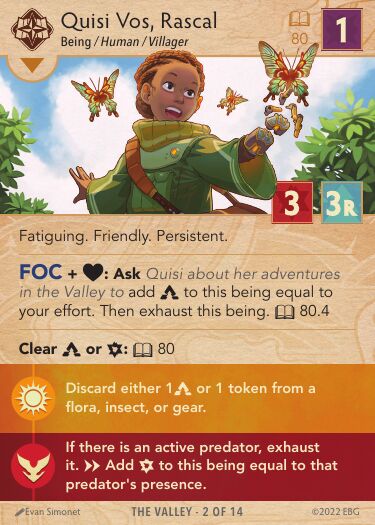 Quisi Vos, Rascal
Being / Human / Villager
80
1
3
3R
Fatiguing. Friendly. Persistent.
FOC + : Ask Quisi about her adventures
in the Valley to add to this being equal to
your effort. Then exhaust this being. 80.4
Clear or : 80
Discard either 1 or 1 token from a
flora, insect, or gear.
If there is an active predator, exhaust
it. Add to this being equal to that
predator's presence.
Evan Simonet
THE VALLEY - 2 OF 14
©2022 EBG